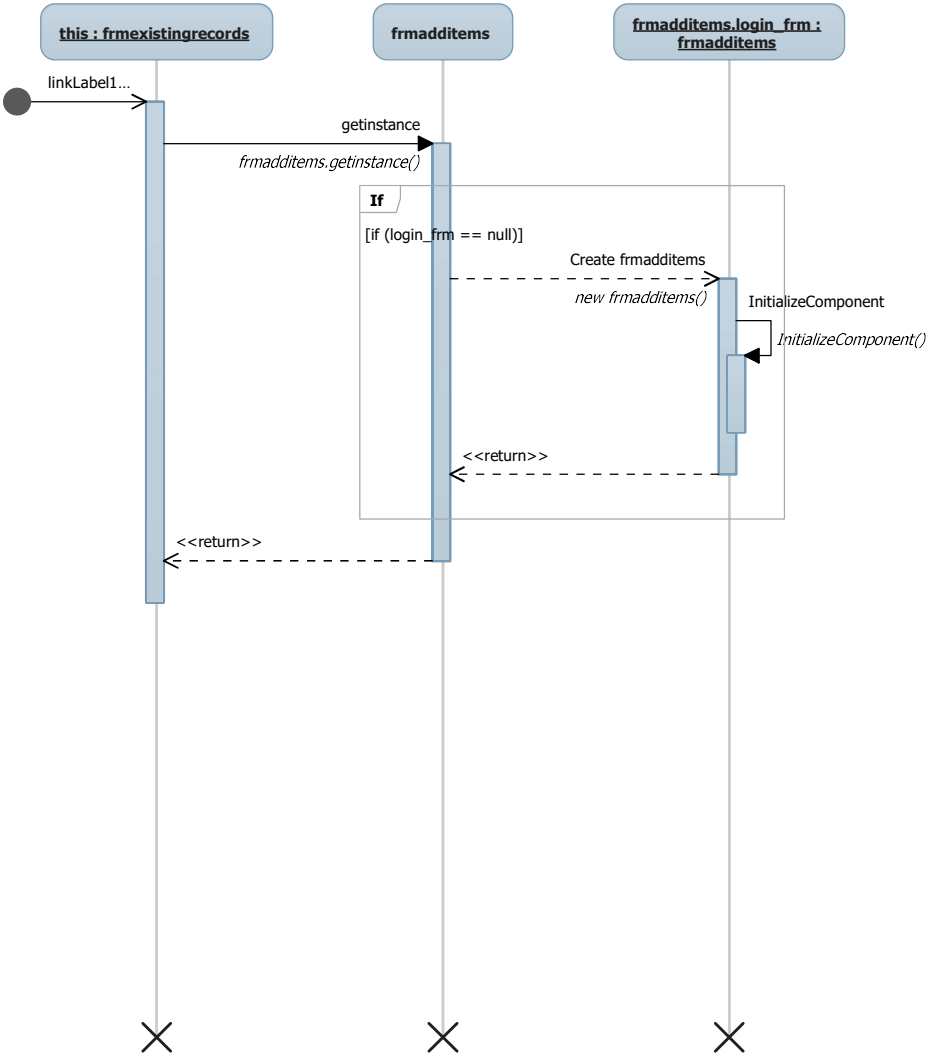 this : frmexistingrecords
frmadditems
frmadditems.login_frm :
frmadditems
linkLabel1...
getinstance
frmadditems.getinstance()
If
[if (login_frm == null)]
Create frmadditems
new frmadditems()
InitializeComponent
InitializeComponent()
<<return>>
<<return>>